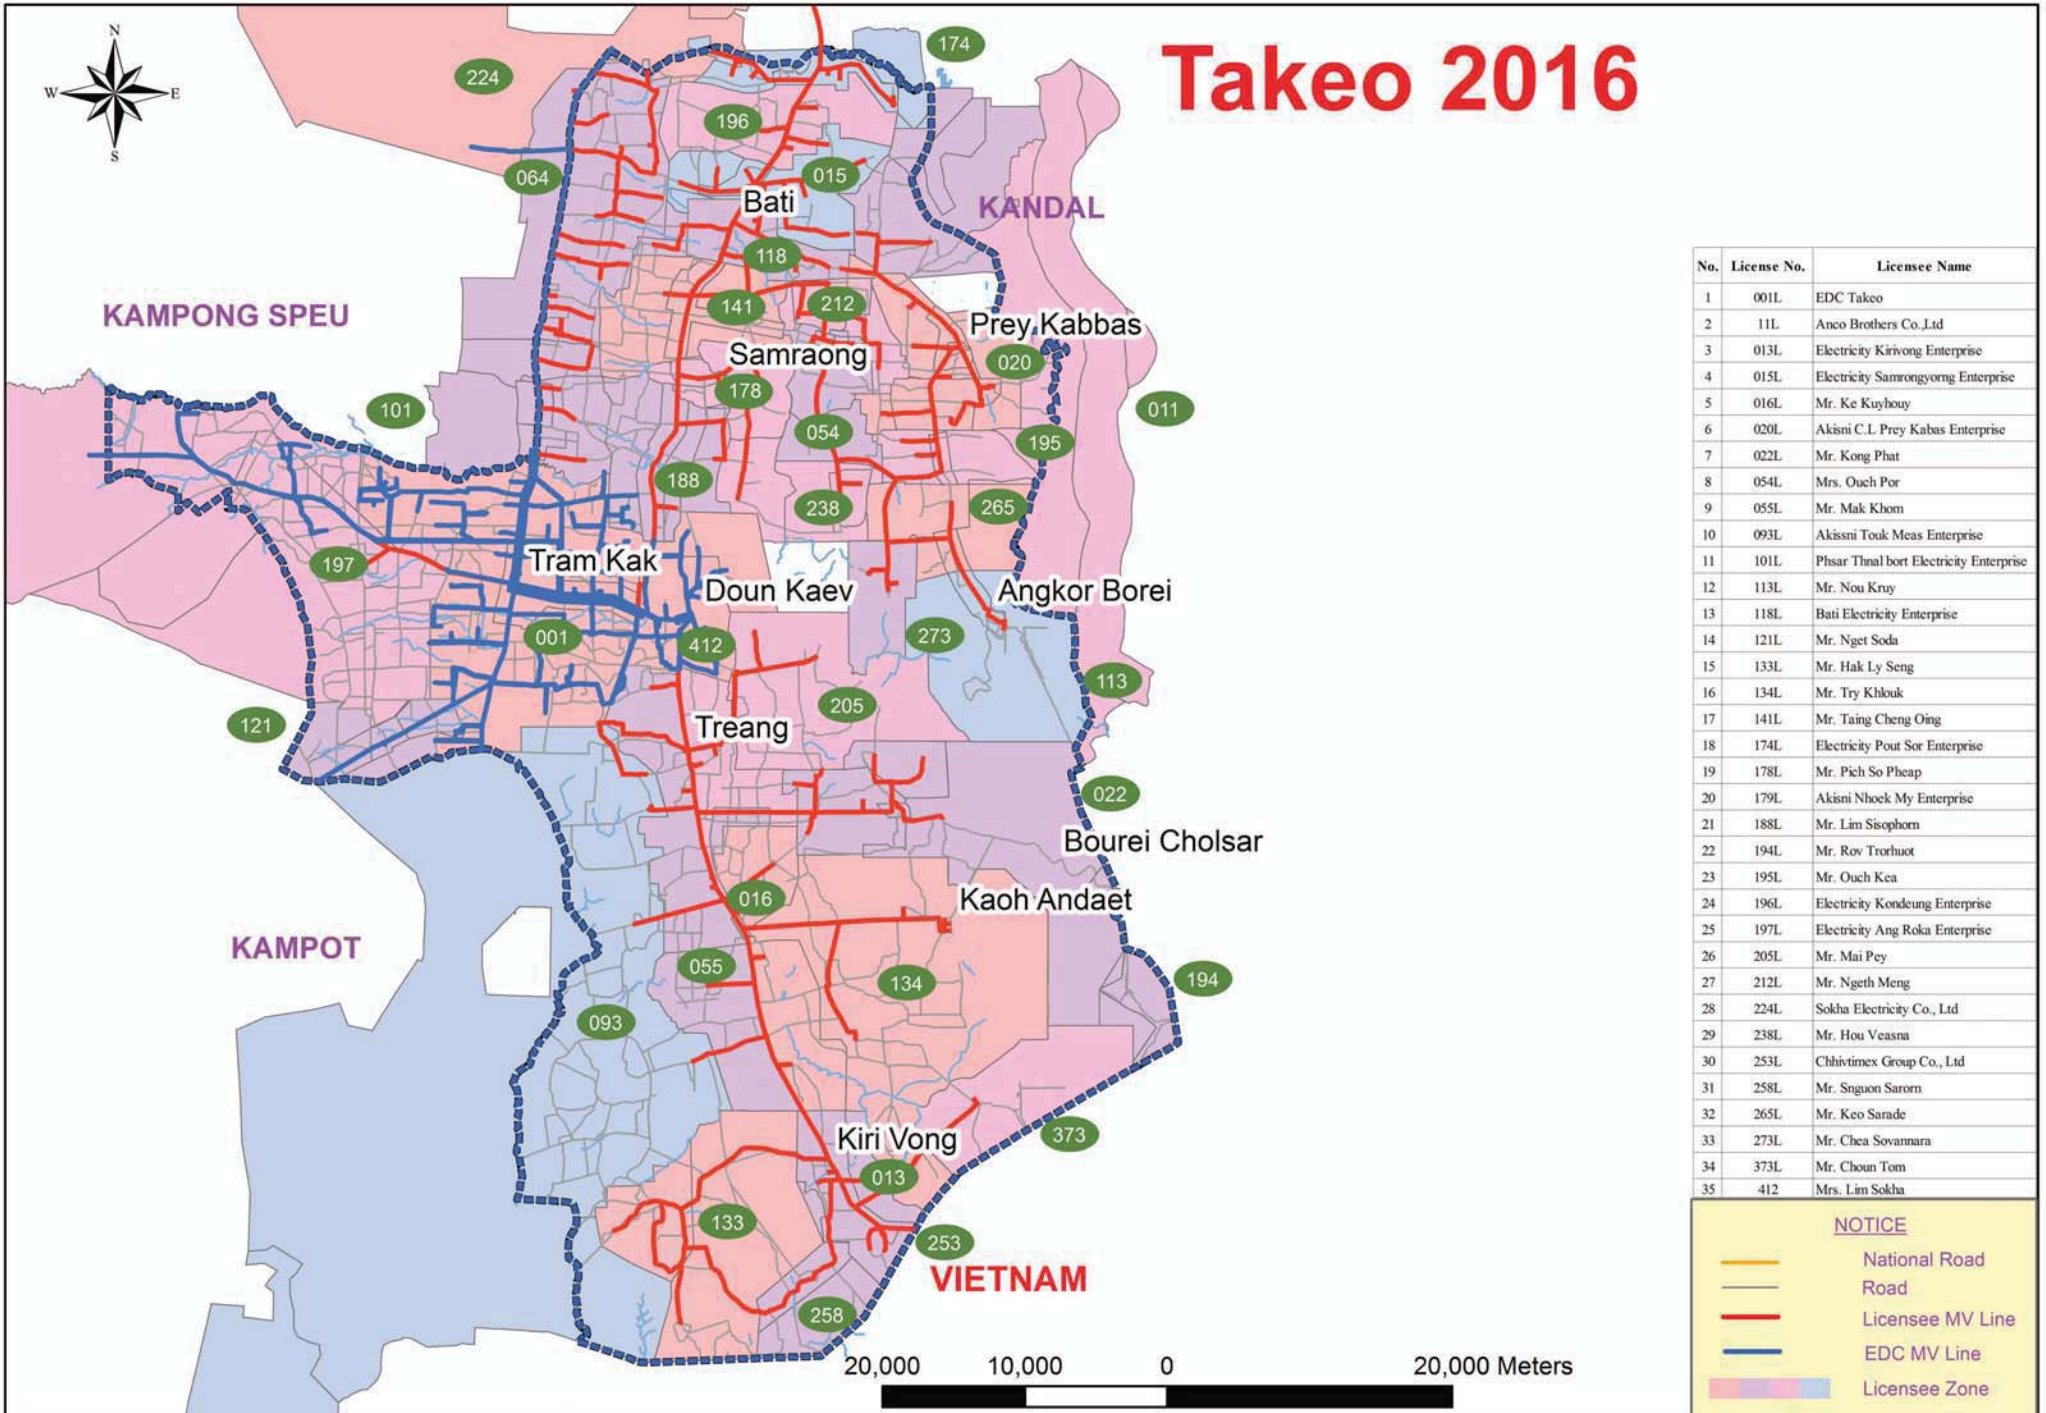 Takeo 2016
N
W
E
S
174
224
196
064
015
Bati
KANDAL
118
141
212
KAMPONG SPEU
Prey Kabbas
Samraong
020
178
101
011
054
195
188
238
265
197
Tram Kak
Doun Kaev
Angkor Borei
001
412
273
113
121
205
Treang
022
Bourei Cholsar
016
Kaoh Andaet
KAMPOT
055
134
194
093
Kiri Vong
373
013
133
253
VIETNAM
258
20,000 10,000 0 20,000 Meters
No. License No. Licensee Name
1 001L EDC Takeo
2 11L Anco Brothers Co.,Ltd
3 013L Electricity Kirivong Enterprise
4 015L Electricity Samrongyorng Enterprise
5 016L Mr. Ke Kuyhouy
6 020L Akisni C.L Prey Kabas Enterprise
7 022L Mr. Kong Phat
8 054L Mrs. Ouch Por
9 055L Mr. Mak Khom
10 093L Akissni Touk Meas Enterprise
11 101L Phsar Thnal bort Electricity Enterprise
12 113L Mr. Nou Kruy
13 118L Bati Electricity Enterprise
14 121L Mr. Nget Soda
15 133L Mr. Hak Ly Seng
16 134L Mr. Try Khlouk
17 141L Mr. Taing Cheng Oing
18 174L Electricity Pout Sor Enterprise
19 178L Mr. Pich So Pheap
20 179L Akisni Nhoek My Enterprise
21 188L Mr. Lim Sisophorn
22 194L Mr. Rov Trorhuot
23 195L Mr. Ouch Kea
24 196L Electricity Kondeung Enterprise
25 197L Electricity Ang Roka Enterprise
26 205L Mr. Mai Pey
27 212L Mr. Ngeth Meng
28 224L Sokha Electricity Co., Ltd
29 238L Mr. Hou Veasna
30 253L Chhivtimex Group Co., Ltd
31 258L Mr. Snguon Sarorn
32 265L Mr. Keo Sarade
33 273L Mr. Chea Sovannara
34 373L Mr. Choun Tom
35 412 Mrs. Lim Sokha
NOTICE
National Road
Road
Licensee MV Line
EDC MV Line
Licensee Zone